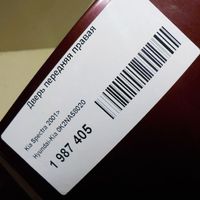 Дверь передняя правая
Kia Spectra 2001>
Hyundai-Kia 0K2NA58020
1 987 405